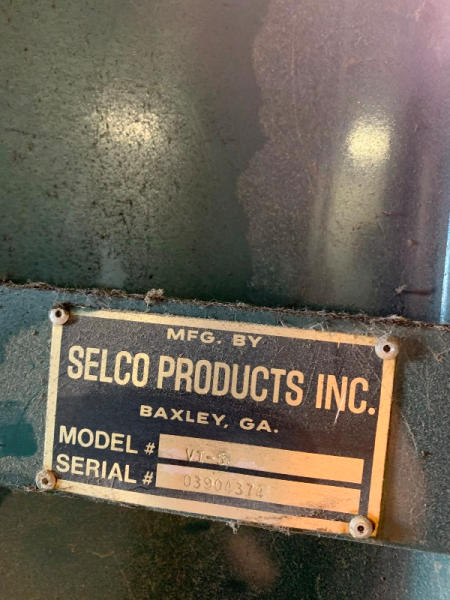 MFG. BY
SELCO PRODUCTS INC.
BAXLEY, GA.
MODEL #
SERIAL # 03904374